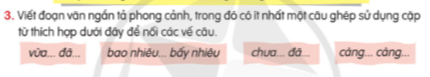 3. Viết đoạn văn ngắn tả phong cảnh, trong đó có ít nhất một câu ghép sử dụng cặp
từ thích hợp dưới đây để nối các vế câu.
vừa... đã... bao nhiêu... bấy nhiêu chưa... đã... càng... càng...